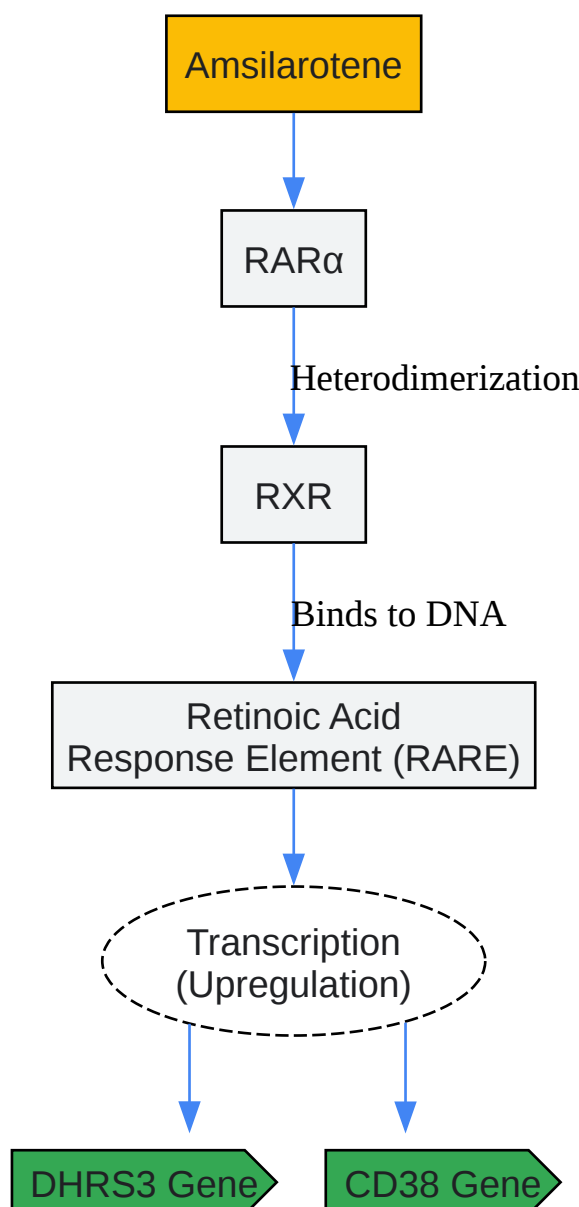 Amsilarotene
RARα
Heterodimerization
RXR
Binds to DNA
Retinoic Acid
Response Element (RARE)
Transcription
(Upregulation)
DHRS3 Gene
CD38 Gene